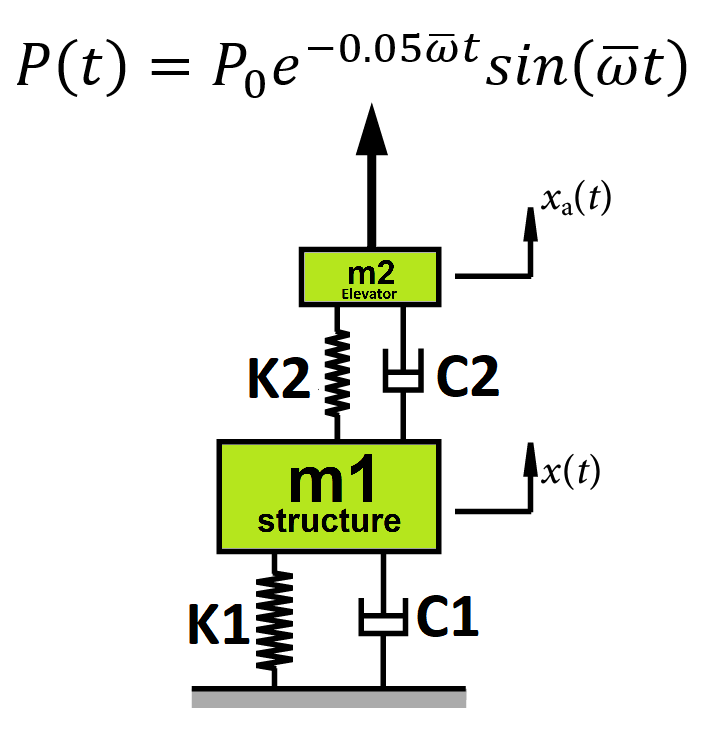 P(t) = P₀e^{−0.05ω̅t}sin(ω̅t)
xₐ(t)
m2
Elevator
K2
C2
m1
structure
x(t)
K1
C1